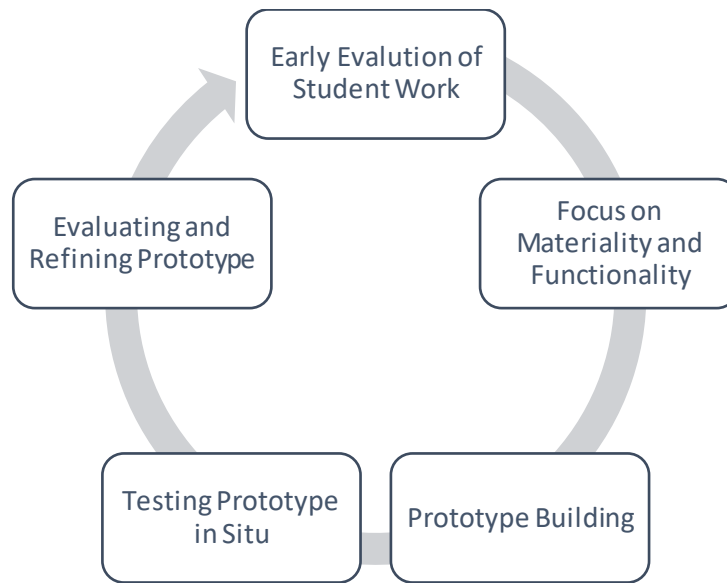 Early Evalution of
Student Work
Focus on
Materiality and
Functionality
Prototype Building
Testing Prototype
in Situ
Evaluating and
Refining Prototype